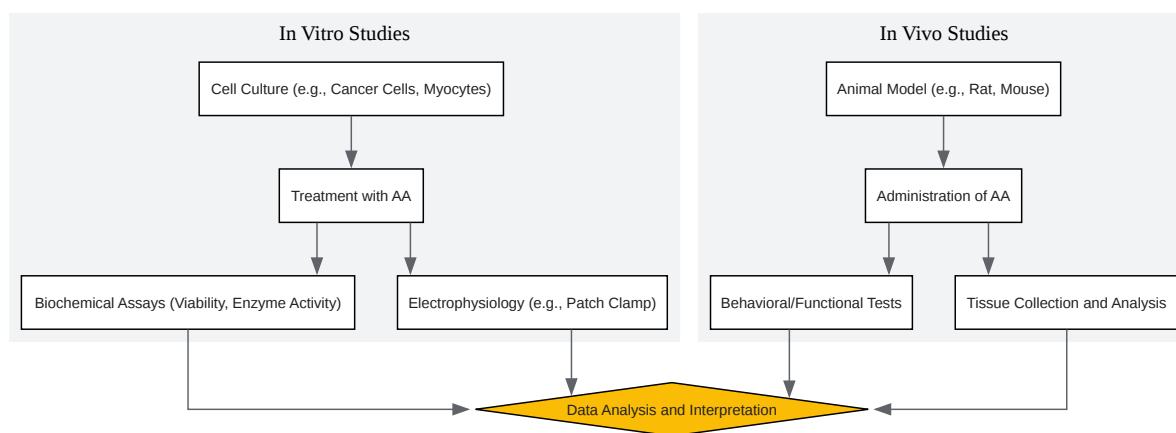 In Vitro Studies
Cell Culture (e.g., Cancer Cells, Myocytes)
Treatment with AA
Biochemical Assays (Viability, Enzyme Activity)
Electrophysiology (e.g., Patch Clamp)
In Vivo Studies
Animal Model (e.g., Rat, Mouse)
Administration of AA
Behavioral/Functional Tests
Tissue Collection and Analysis
Data Analysis and Interpretation